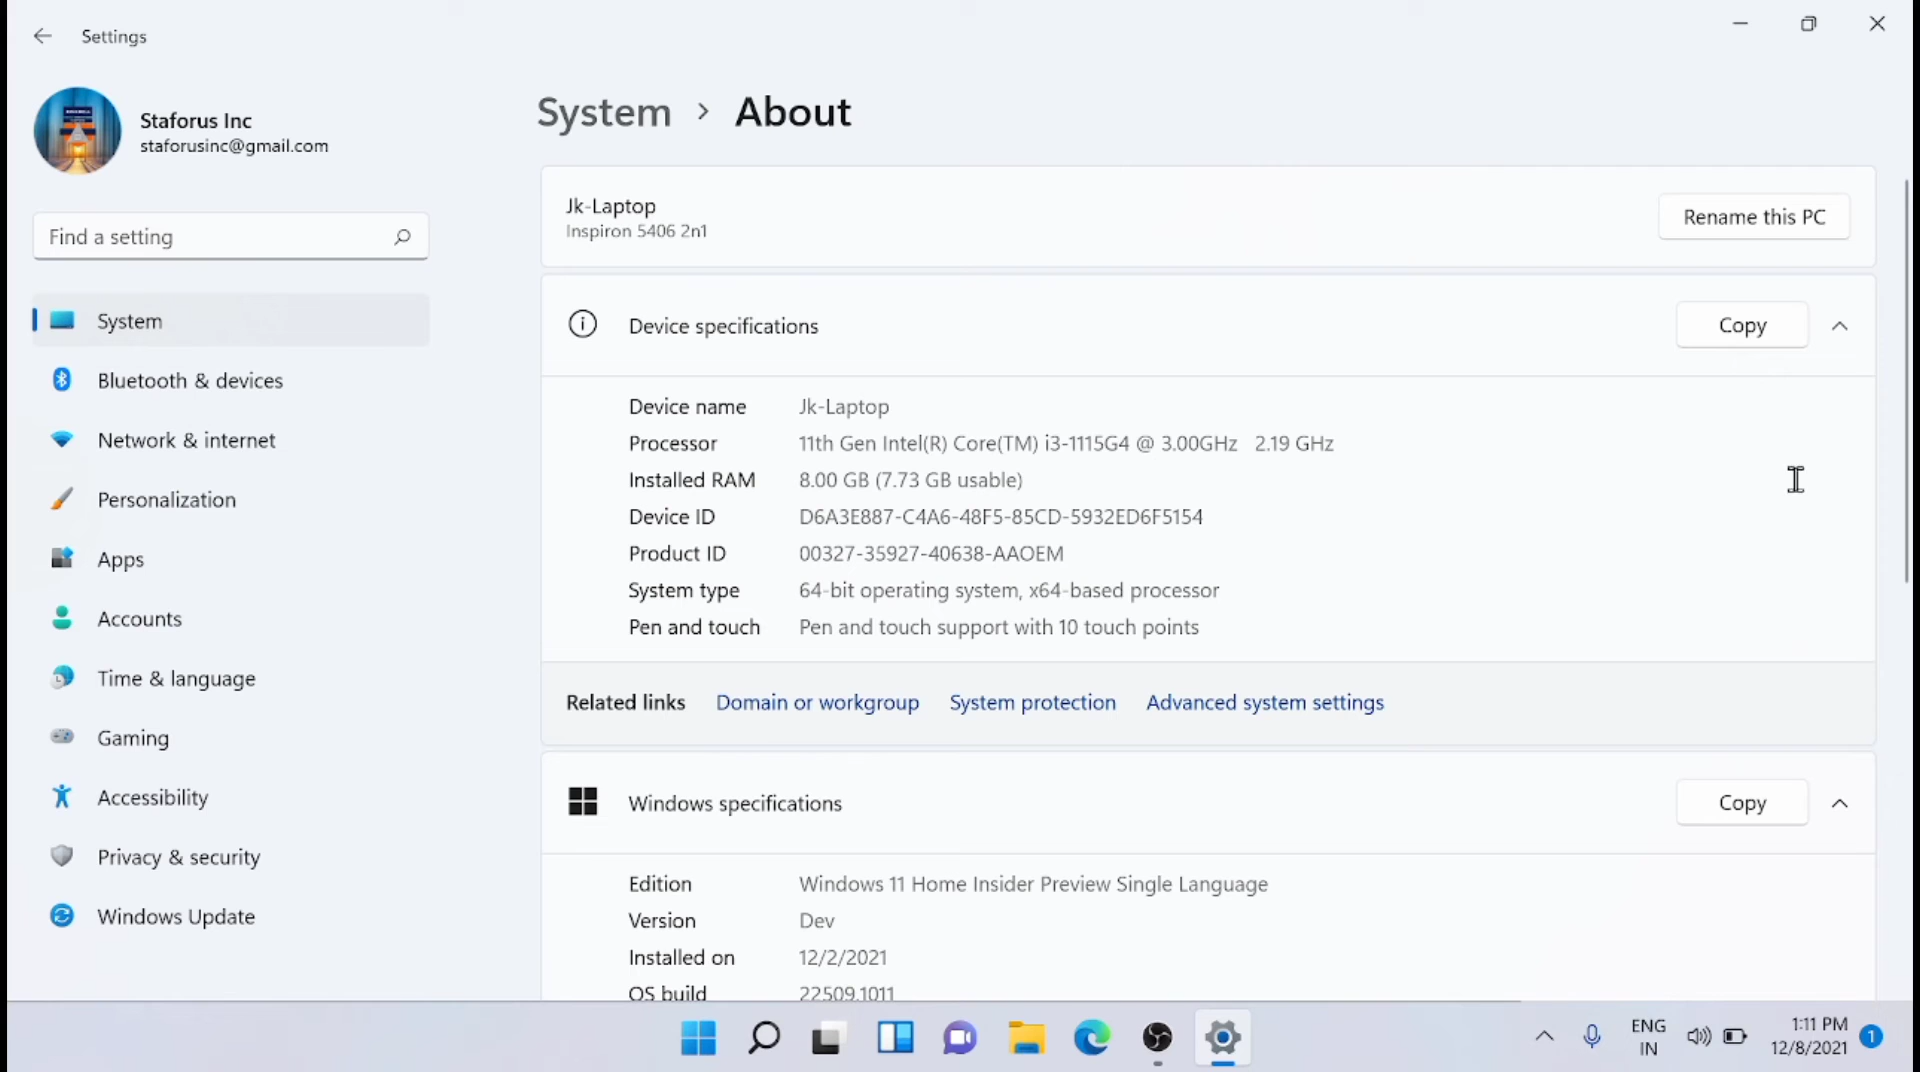 Settings
Staforus Inc
staforusinc@gmail.com
Find a setting
System
Bluetooth & devices
Network & internet
Personalization
Apps
Accounts
Time & language
Gaming
Accessibility
Privacy & security
Windows Update
System > About
Jk-Laptop
Inspiron 5406 2n1
Rename this PC
Device specifications
Copy
Device name Jk-Laptop
Processor 11th Gen Intel(R) Core(TM) i3-1115G4 @ 3.00GHz 2.19 GHz
Installed RAM 8.00 GB (7.73 GB usable)
Device ID D6A3E887-C4A6-48F5-85CD-5932ED6F5154
Product ID 00327-35927-40638-AAOEM
System type 64-bit operating system, x64-based processor
Pen and touch Pen and touch support with 10 touch points
Related links Domain or workgroup System protection Advanced system settings
Windows specifications
Copy
Edition Windows 11 Home Insider Preview Single Language
Version Dev
Installed on 12/2/2021
OS build 22509.1011
ENG
IN
1:11 PM
12/8/2021
1